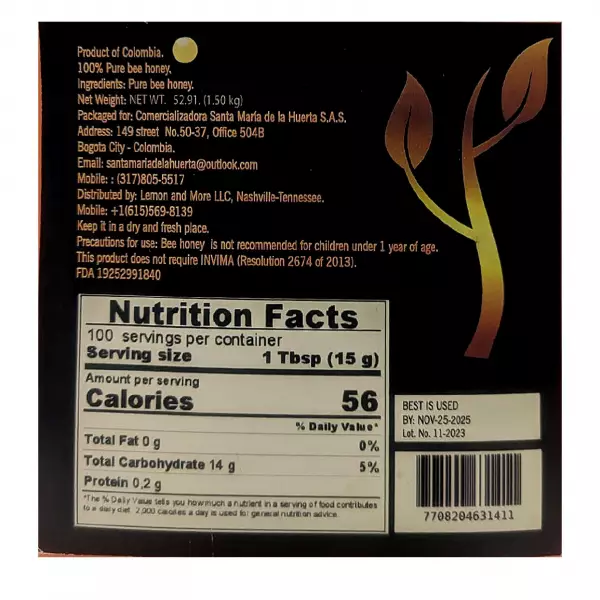 Product of Colombia.
100% Pure bee honey.
Ingredients: Pure bee honey.
Net Weight: NET WT. 52.91. (1.50 kg)
Packaged for: Comercializadora Santa María de la Huerta S.A.S.
Address: 149 street No.50-37, Office 504B
Bogota City - Colombia.
Email: santamariadelahuerta@outlook.com
Mobile: : (317)805-5517
Distributed by: Lemon and More LLC, Nashville-Tennessee.
Mobile: +1(615)569-8139
Keep it in a dry and fresh place.
Precautions for use: Bee honey is not recommended for children under 1 year of age.
This product does not require INVIMA (Resolution 2674 of 2013).
FDA 19252991840
Nutrition Facts
100 servings per container
Serving size 1 Tbsp (15 g)
Amount per serving
Calories 56
% Daily Value*
Total Fat 0 g 0%
Total Carbohydrate 14 g 5%
Protein 0,2 g
*The % Daily Value tells you how much a nutrient in a serving of food contributes
to a daily diet. 2,000 calories a day is used for general nutrition advice.
BEST IS USED
BY: NOV-25-2025
Lot. No. 11-2023
7708204631411